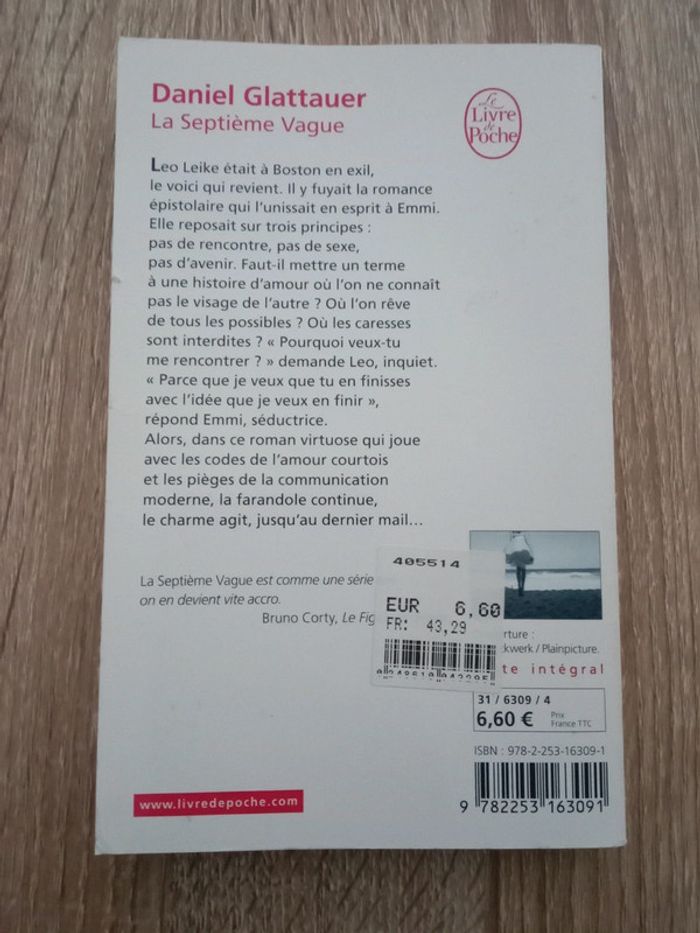 Daniel Glattauer
La Septième Vague
Le
Livre
de
Poche
Leo Leike était à Boston en exil,
le voici qui revient. Il y fuyait la romance
épistolaire qui l'unissait en esprit à Emmi.
Elle reposait sur trois principes :
pas de rencontre, pas de sexe,
pas d'avenir. Faut-il mettre un terme
à une histoire d'amour où l'on ne connaît
pas le visage de l'autre ? Où l'on rêve
de tous les possibles ? Où les caresses
sont interdites ? « Pourquoi veux-tu
me rencontrer ? » demande Leo, inquiet.
« Parce que je veux que tu en finisses
avec l'idée que je veux en finir »,
répond Emmi, séductrice.
Alors, dans ce roman virtuose qui joue
avec les codes de l'amour courtois
et les pièges de la communication
moderne, la farandole continue,
le charme agit, jusqu'au dernier mail…
La Septième Vague est comme une série
on en devient vite accro.
Bruno Corty, Le Fig
405514
EUR 6,60
FR: 43,29
rture :
ckwerk / Plainpicture.
te intégral
31 / 6309 / 4
6,60 € Prix
France TTC
ISBN : 978-2-253-16309-1
9 782253 163091
www.livredepoche.com